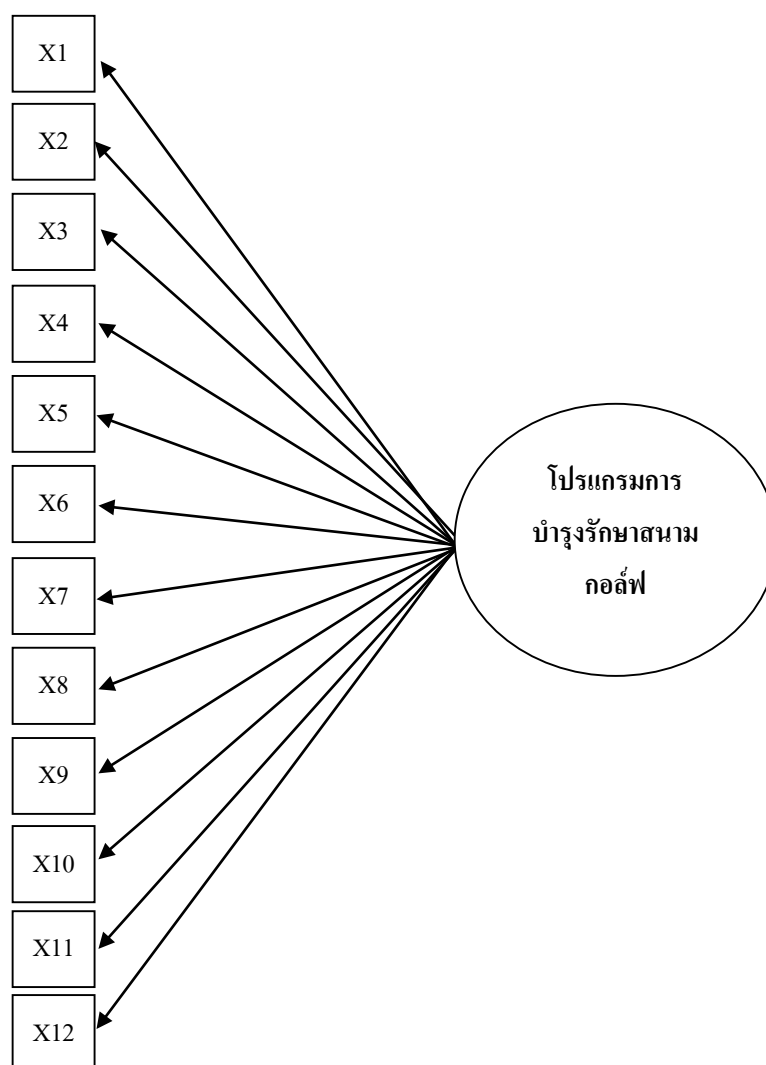 X1
X2
X3
X4
X5
X6
X7
X8
X9
X10
X11
X12
โปรแกรมการ
บำรุงรักษาสนาม
กอล์ฟ